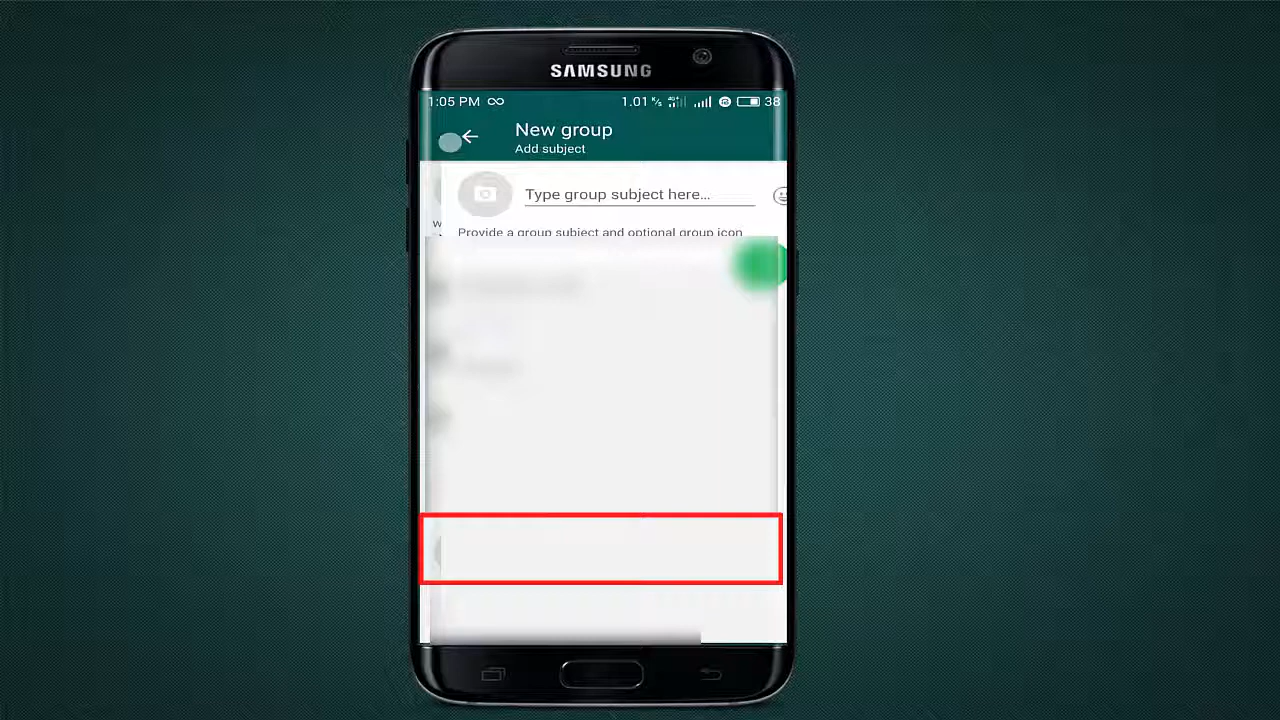 SAMSUNG
1:05 PM
1.01 K/s 4G 38
New group
Add subject
Type group subject here...
Provide a group subject and optional group icon